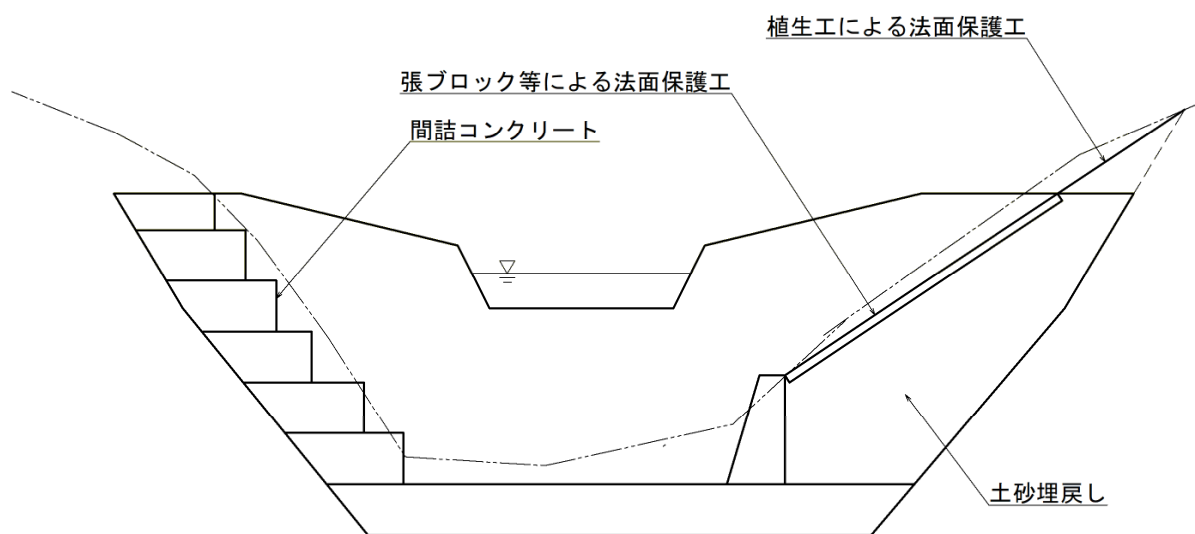 植生工による法面保護工
張ブロック等による法面保護工
間詰コンクリート
土砂埋戻し